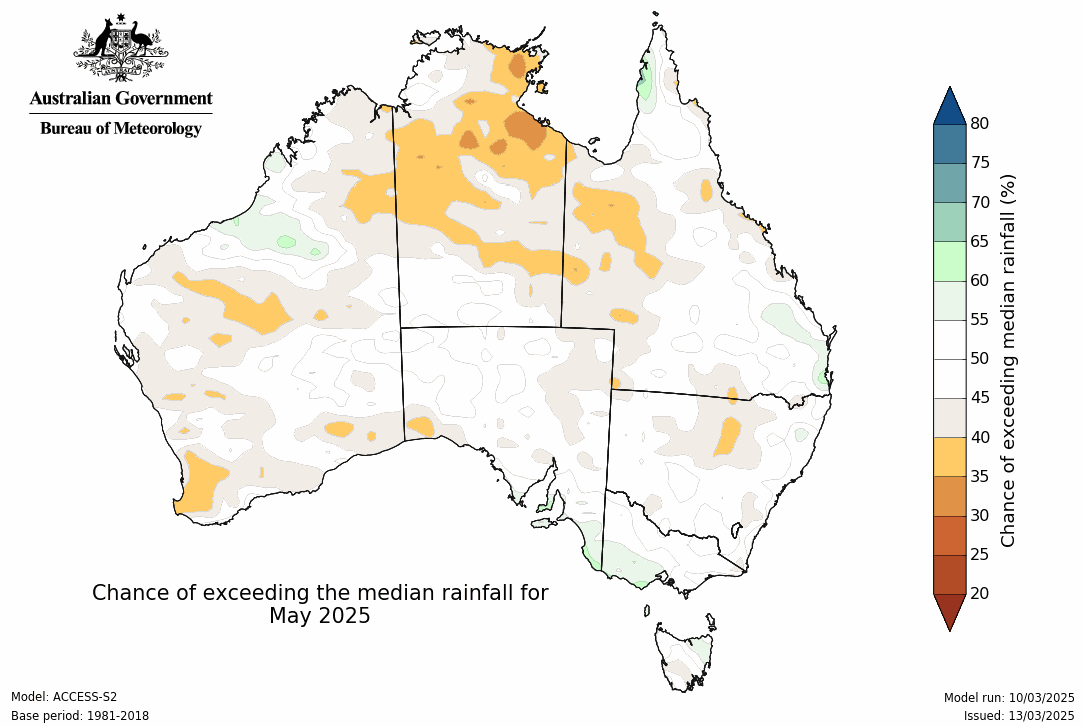 AUSTRALIA
Australian Government
Bureau of Meteorology
80
75
70
65
60
55
50
45
40
35
30
25
20
Chance of exceeding median rainfall (%)
Chance of exceeding the median rainfall for
May 2025
Model: ACCESS-S2
Base period: 1981-2018
Model run: 10/03/2025
Issued: 13/03/2025